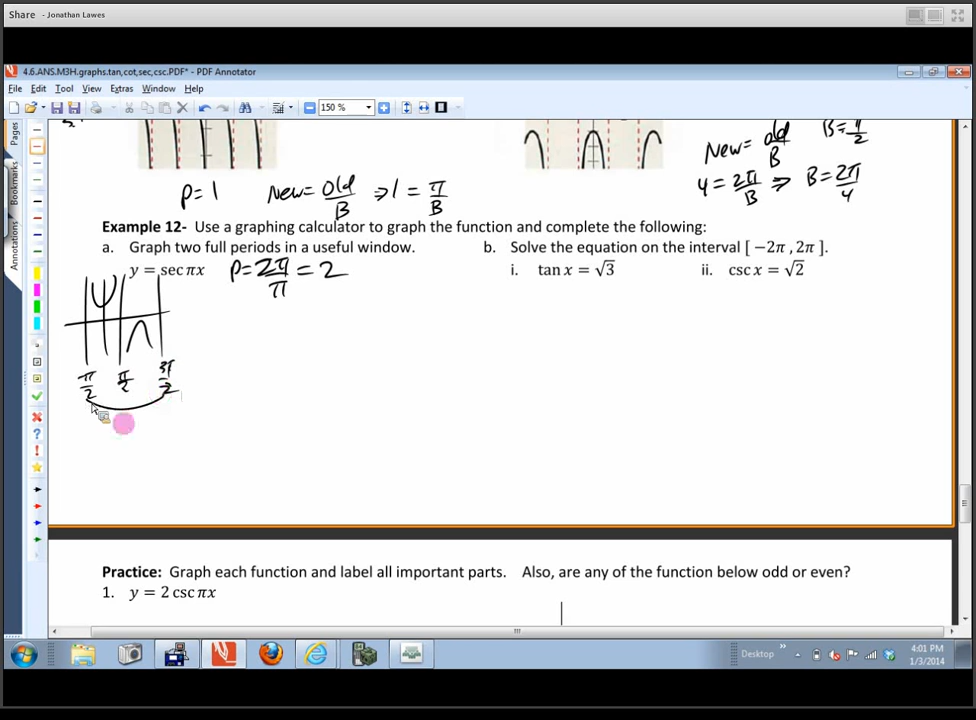 Share - Jonathan Lawes
4.6.ANS.M3H.graphs.tan,cot,sec,csc.PDF* - PDF Annotator
File Edit Tool View Extras Window Help
150 %
Pages
Bookmarks
Annotations
P=1 New= Old/B ⇒ 1 = π/B
New= old/B B=π/2
4 = 2π/B ⇒ B = 2π/4
Example 12- Use a graphing calculator to graph the function and complete the following:
a. Graph two full periods in a useful window. b. Solve the equation on the interval [ −2π , 2π ].
y = sec πx P= 2π/π = 2 i. tan x = √3 ii. csc x = √2
-π/2 π/2 3π/2
Practice: Graph each function and label all important parts. Also, are any of the function below odd or even?
1. y = 2 csc πx
Desktop
4:01 PM
1/3/2014